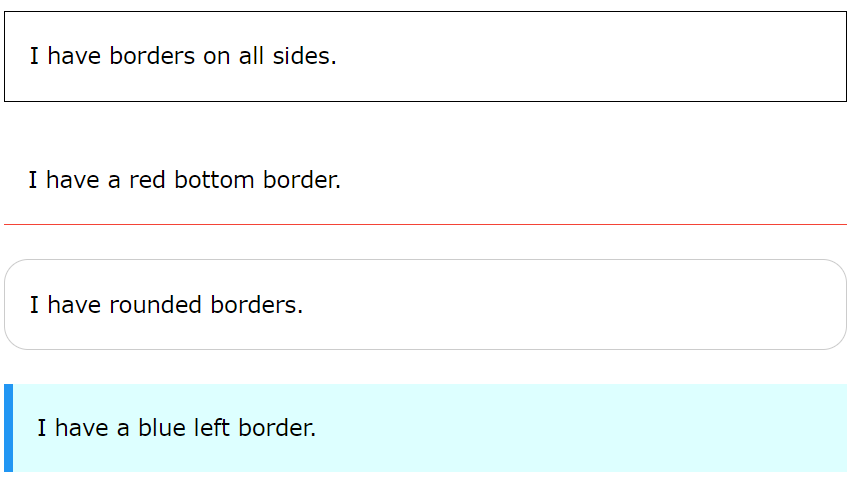 I have borders on all sides.
I have a red bottom border.
I have rounded borders.
I have a blue left border.